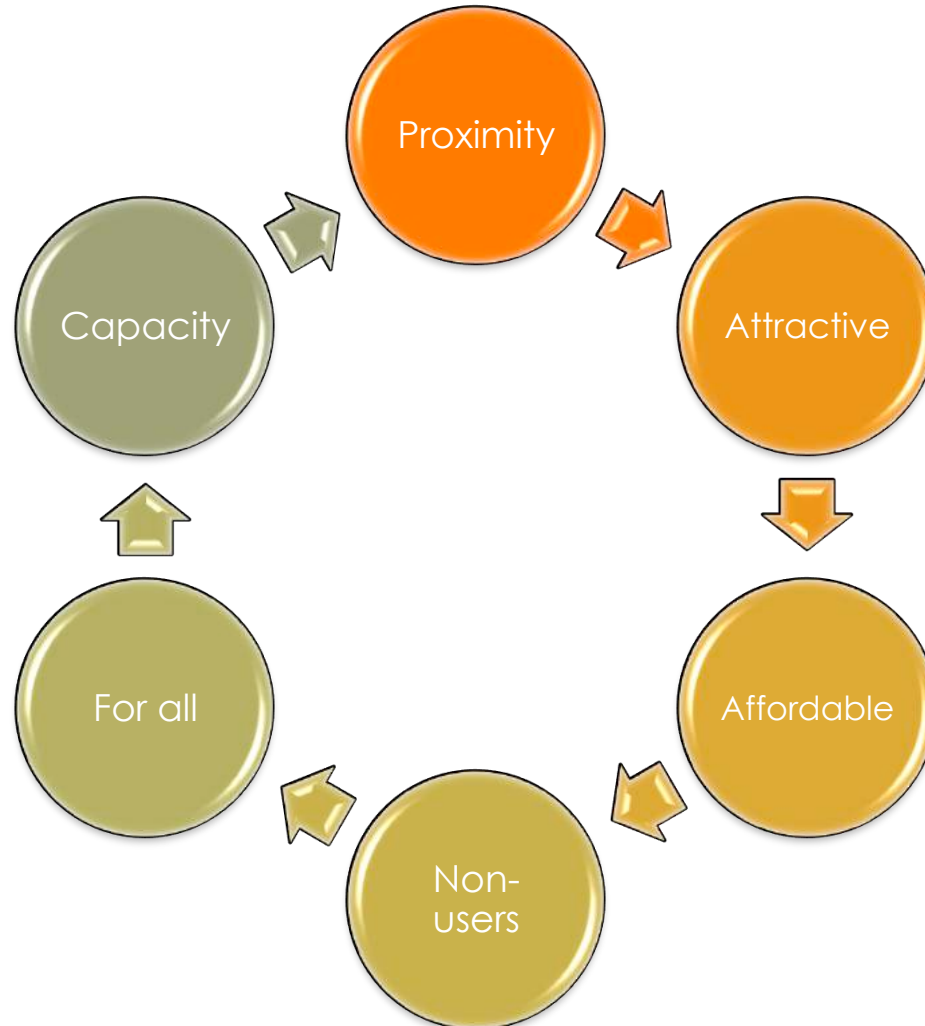 Proximity
Attractive
Affordable
Non-
users
For all
Capacity